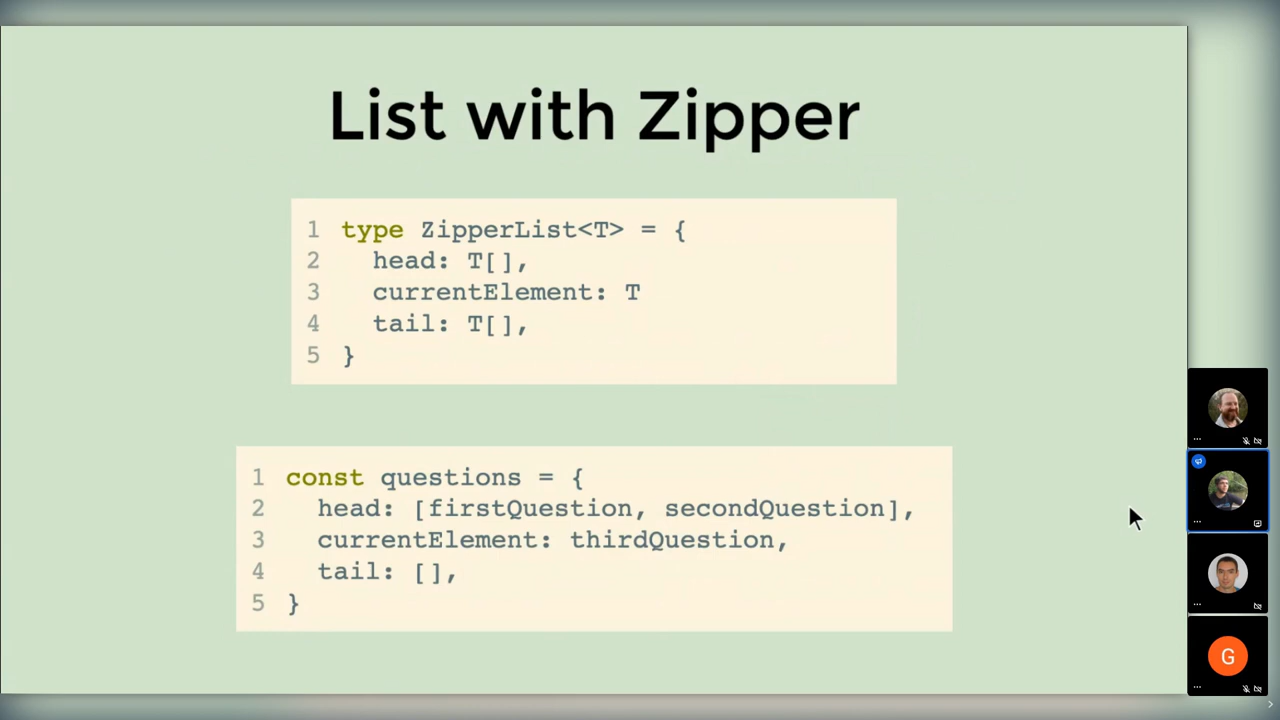 List with Zipper
1 type ZipperList<T> = {
2   head: T[],
3   currentElement: T
4   tail: T[],
5 }
1 const questions = {
2   head: [firstQuestion, secondQuestion],
3   currentElement: thirdQuestion,
4   tail: [],
5 }
G